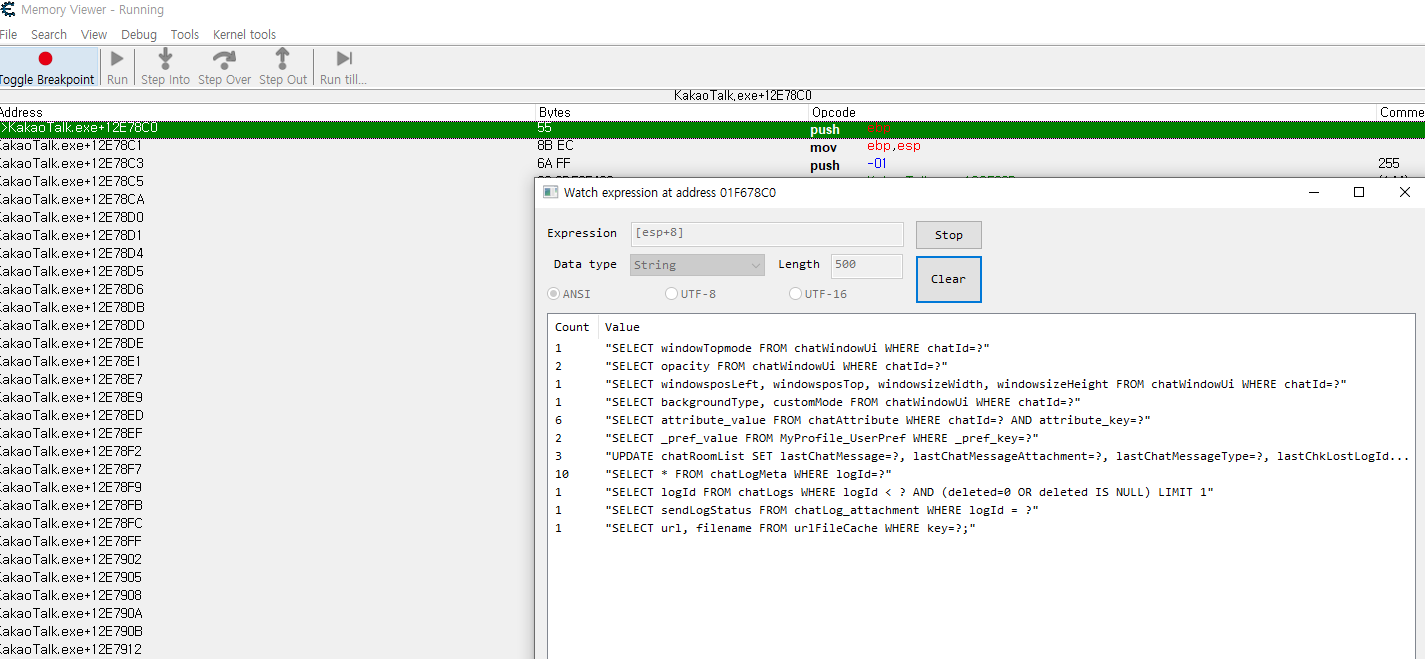 Memory Viewer - Running
File Search View Debug Tools Kernel tools
Toggle Breakpoint Run Step Into Step Over Step Out Run till...
KakaoTalk.exe+12E78C0
Address Bytes Opcode Comme
>KakaoTalk.exe+12E78C0 55 push
KakaoTalk.exe+12E78C1 8B EC mov ebp,esp
KakaoTalk.exe+12E78C3 6A FF push -01 255
KakaoTalk.exe+12E78C5
KakaoTalk.exe+12E78CA
KakaoTalk.exe+12E78D0
KakaoTalk.exe+12E78D1
KakaoTalk.exe+12E78D4
KakaoTalk.exe+12E78D5
KakaoTalk.exe+12E78D6
KakaoTalk.exe+12E78DB
KakaoTalk.exe+12E78DD
KakaoTalk.exe+12E78DE
KakaoTalk.exe+12E78E1
KakaoTalk.exe+12E78E7
KakaoTalk.exe+12E78E9
KakaoTalk.exe+12E78ED
KakaoTalk.exe+12E78EF
KakaoTalk.exe+12E78F2
KakaoTalk.exe+12E78F7
KakaoTalk.exe+12E78F9
KakaoTalk.exe+12E78FB
KakaoTalk.exe+12E78FC
KakaoTalk.exe+12E78FF
KakaoTalk.exe+12E7902
KakaoTalk.exe+12E7905
KakaoTalk.exe+12E7908
KakaoTalk.exe+12E790A
KakaoTalk.exe+12E790B
KakaoTalk.exe+12E7912
Watch expression at address 01F678C0
Expression [esp+8] Stop
Data type String Length 500 Clear
ANSI UTF-8 UTF-16
Count Value
1 "SELECT windowTopmode FROM chatWindowUi WHERE chatId=?"
2 "SELECT opacity FROM chatWindowUi WHERE chatId=?"
1 "SELECT windowsposLeft, windowsposTop, windowsizeWidth, windowsizeHeight FROM chatWindowUi WHERE chatId=?"
1 "SELECT backgroundType, customMode FROM chatWindowUi WHERE chatId=?"
6 "SELECT attribute_value FROM chatAttribute WHERE chatId=? AND attribute_key=?"
2 "SELECT _pref_value FROM MyProfile_UserPref WHERE _pref_key=?"
3 "UPDATE chatRoomList SET lastChatMessage=?, lastChatMessageAttachment=?, lastChatMessageType=?, lastChkLostLogId...
10 "SELECT * FROM chatLogMeta WHERE logId=?"
1 "SELECT logId FROM chatLogs WHERE logId < ? AND (deleted=0 OR deleted IS NULL) LIMIT 1"
1 "SELECT sendLogStatus FROM chatLog_attachment WHERE logId = ?"
1 "SELECT url, filename FROM urlFileCache WHERE key=?;"